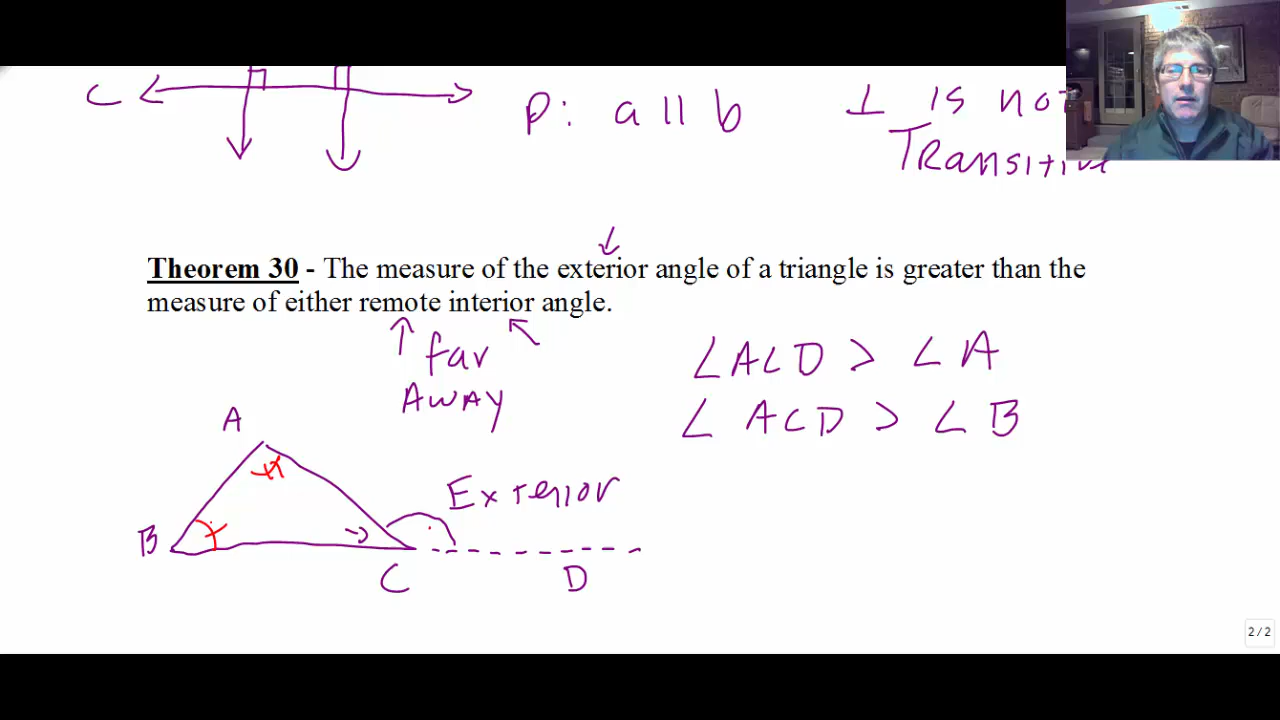 C
p: a || b
⊥ is not
Transitive
Theorem 30 - The measure of the exterior angle of a triangle is greater than the
measure of either remote interior angle.
far
AWAY
∠ACD > ∠A
∠ACD > ∠B
A
Exterior
B
C
D
2 / 2